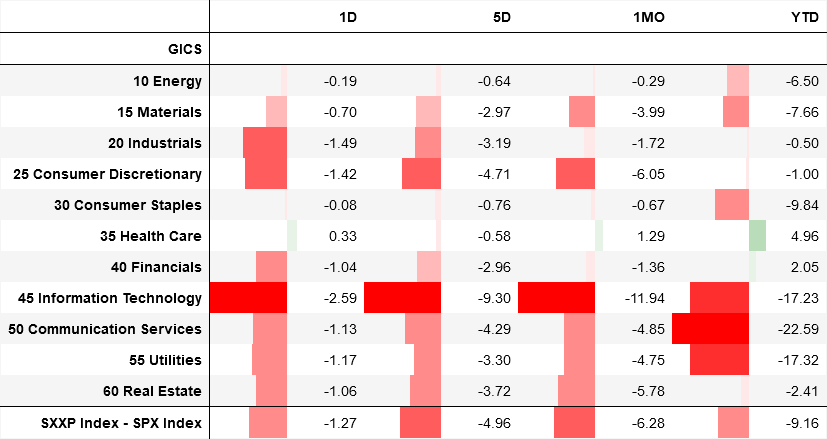 1D 5D 1MO YTD
GICS
10 Energy -0.19 -0.64 -0.29 -6.50
15 Materials -0.70 -2.97 -3.99 -7.66
20 Industrials -1.49 -3.19 -1.72 -0.50
25 Consumer Discretionary -1.42 -4.71 -6.05 -1.00
30 Consumer Staples -0.08 -0.76 -0.67 -9.84
35 Health Care 0.33 -0.58 1.29 4.96
40 Financials -1.04 -2.96 -1.36 2.05
45 Information Technology -2.59 -9.30 -11.94 -17.23
50 Communication Services -1.13 -4.29 -4.85 -22.59
55 Utilities -1.17 -3.30 -4.75 -17.32
60 Real Estate -1.06 -3.72 -5.78 -2.41
SXXP Index - SPX Index -1.27 -4.96 -6.28 -9.16